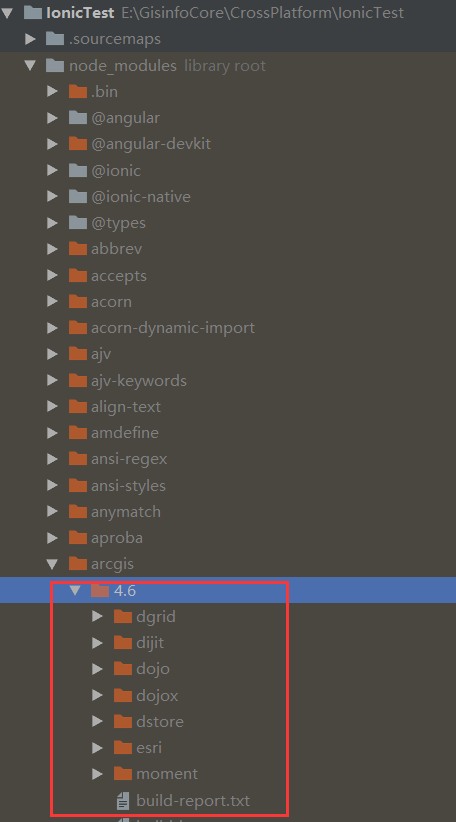 IonicTest E:\GisinfoCore\CrossPlatform\IonicTest
.sourcemaps
node_modules library root
.bin
@angular
@angular-devkit
@ionic
@ionic-native
@types
abbrev
accepts
acorn
acorn-dynamic-import
ajv
ajv-keywords
align-text
amdefine
ansi-regex
ansi-styles
anymatch
aproba
arcgis
4.6
dgrid
dijit
dojo
dojox
dstore
esri
moment
build-report.txt